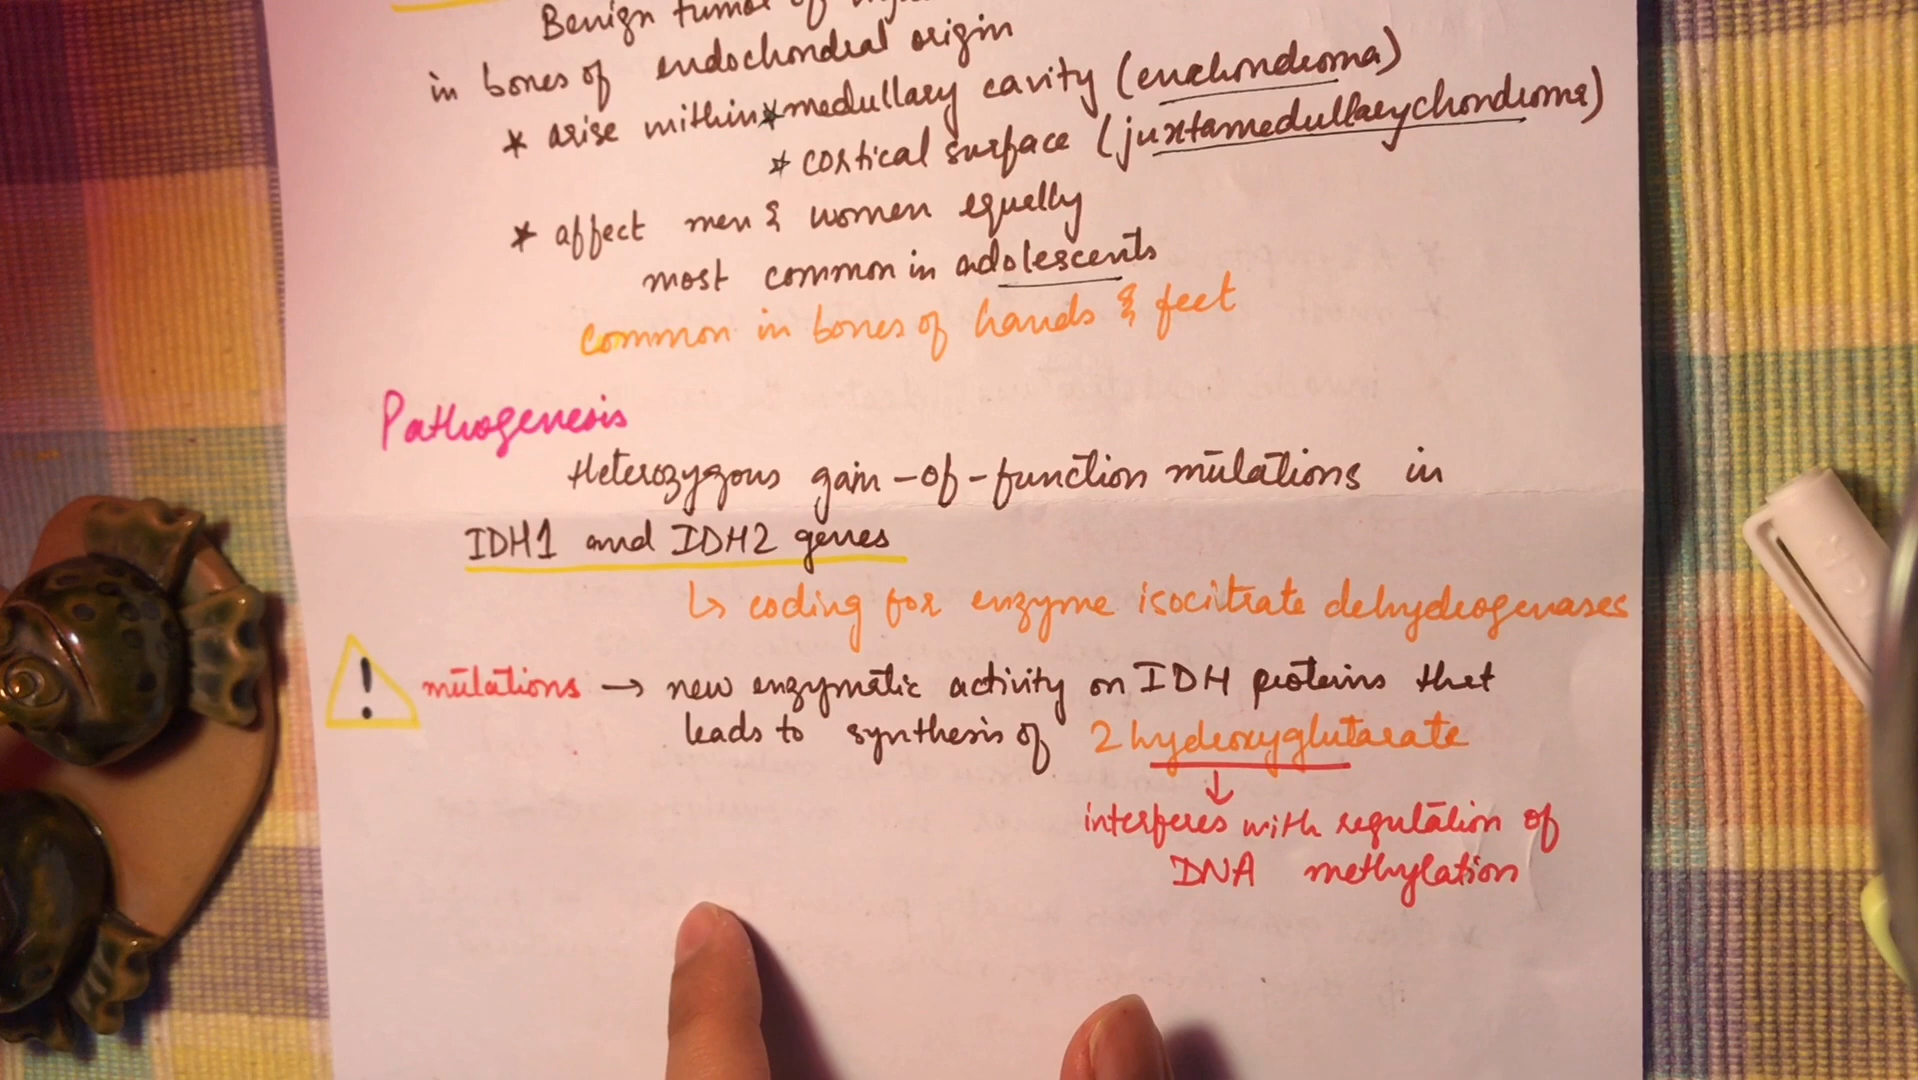 Benign tumor of
in bones of endochondral origin
* arise within * medullary cavity (enchondroma)
* cortical surface (juxtamedullarychondroma)
* affect men & women equally
most common in adolescents
common in bones of hands & feet
Pathogenesis
Heterozygous gain-of-function mutations in
IDH1 and IDH2 genes
↳ coding for enzyme isocitrate dehydrogenases
! mutations → new enzymatic activity on IDH proteins that
leads to synthesis of 2 hydroxyglutarate
↓
interferes with regulation of
DNA methylation